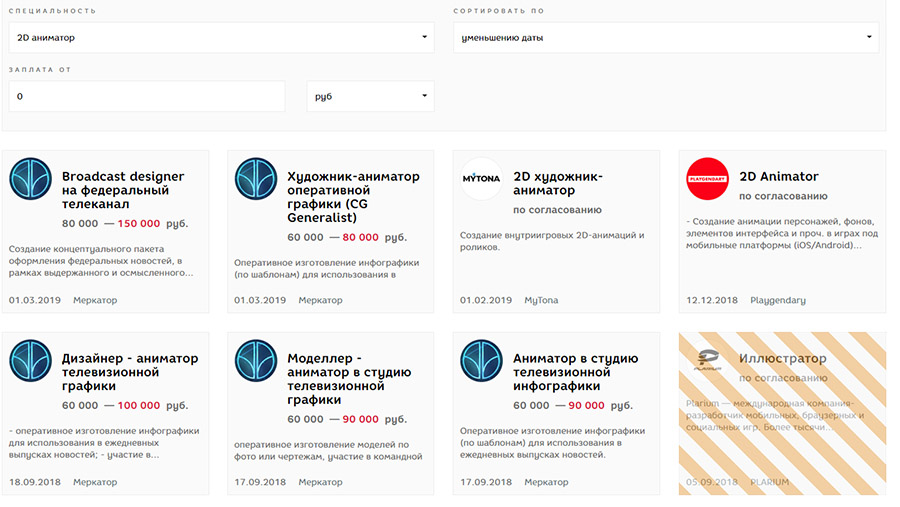 СПЕЦИАЛЬНОСТЬ
СОРТИРОВАТЬ ПО
2D аниматор
уменьшению даты
ЗАПЛАТА ОТ
0
руб
Broadcast designer
на федеральный
телеканал
80 000 — 150 000 руб.
Создание концептуального пакета
оформления федеральных новостей, в
рамках выдержанного и осмысленного...
01.03.2019 Меркатор
Художник-аниматор
оперативной
графики (CG
Generalist)
60 000 — 80 000 руб.
Оперативное изготовление инфографики
(по шаблонам) для использования в
01.03.2019 Меркатор
MYTONA
2D художник-
аниматор
по согласованию
Создание внутриигровых 2D-анимаций и
роликов.
01.02.2019 MyTona
PLAYGENDARY
2D Animator
по согласованию
- Создание анимации персонажей, фонов,
элементов интерфейса и проч. в играх под
мобильные платформы (iOS/Android)...
12.12.2018 Playgendary
Дизайнер - аниматор
телевизионной
графики
60 000 — 100 000 руб.
- оперативное изготовление инфографики
для использования в ежедневных
выпусках новостей; - участие в...
18.09.2018 Меркатор
Моделлер -
аниматор в студию
телевизионной
графики
60 000 — 90 000 руб.
оперативное изготовление моделей по
фото или чертежам, участие в командной
17.09.2018 Меркатор
Аниматор в студию
телевизионной
инфографики
60 000 — 90 000 руб.
Оперативное изготовление инфографики
(по шаблонам) для использования в
ежедневных выпусках новостей.
17.09.2018 Меркатор
PLARIUM
Иллюстратор
по согласованию
Plarium — международная компания-
разработчик мобильных, браузерных и
социальных игр. Более тысячи...
05.09.2018 PLARIUM